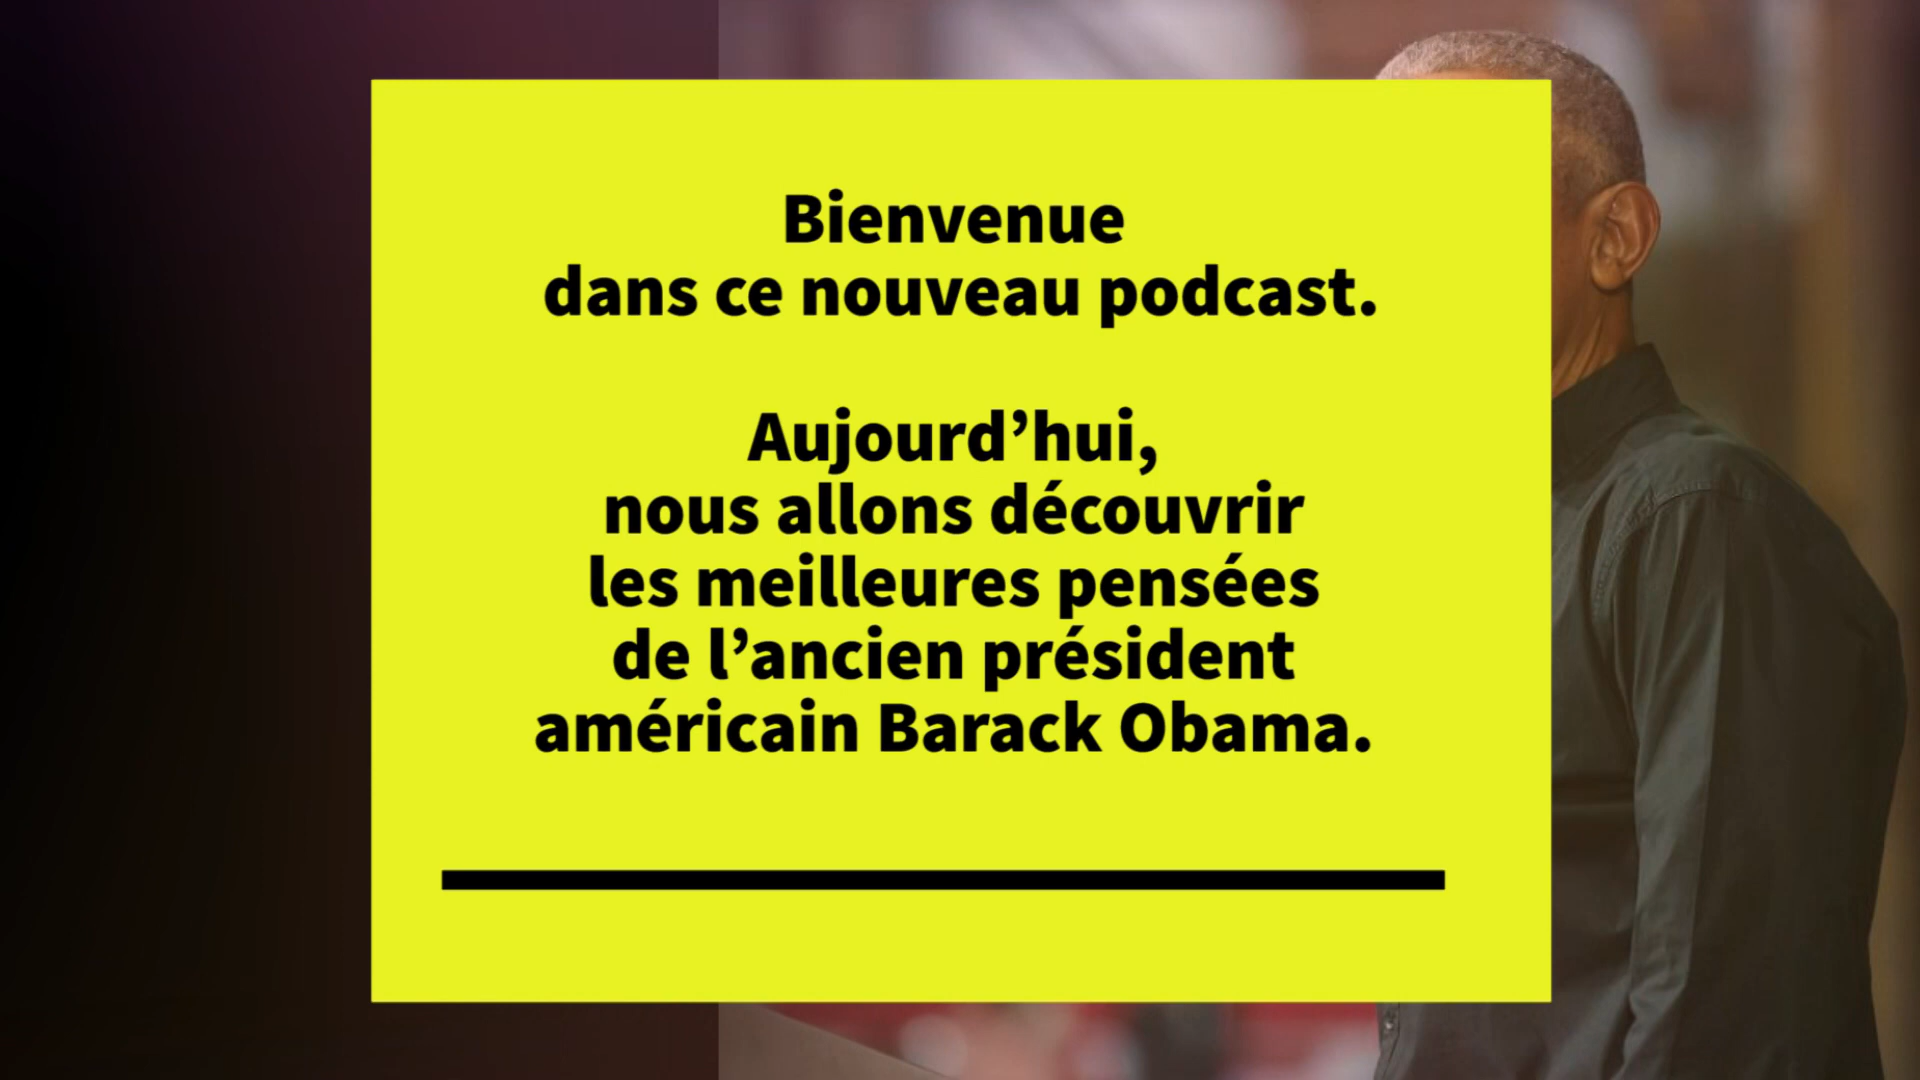 Bienvenue
dans ce nouveau podcast.
Aujourd’hui,
nous allons découvrir
les meilleures pensées
de l’ancien président
américain Barack Obama.